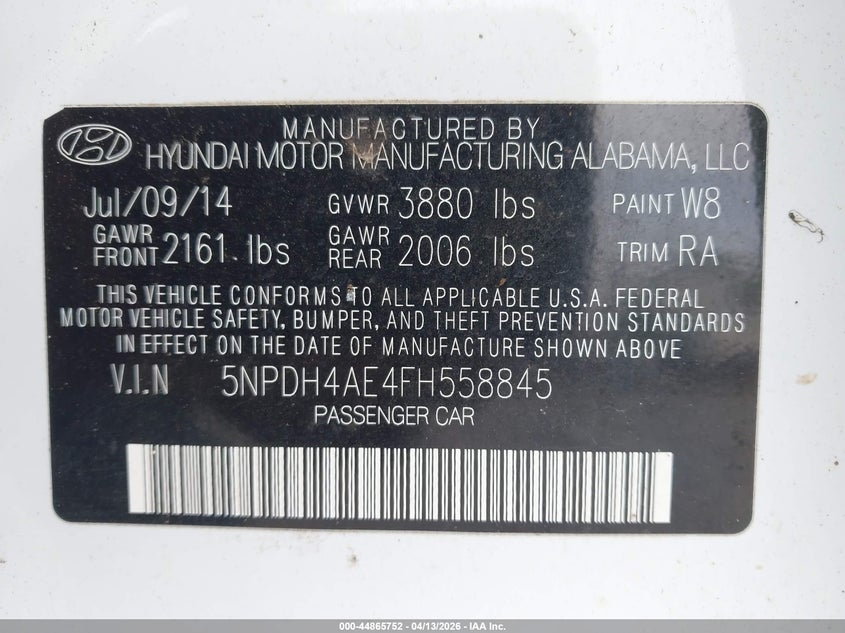 MANUFACTURED BY
HYUNDAI MOTOR MANUFACTURING ALABAMA, LLC
Jul/09/14 GVWR 3880 lbs PAINT W8
GAWR FRONT 2161 lbs GAWR REAR 2006 lbs TRIM RA
THIS VEHICLE CONFORMS TO ALL APPLICABLE U.S.A. FEDERAL
MOTOR VEHICLE SAFETY, BUMPER, AND THEFT PREVENTION STANDARDS
IN EFFECT ON THE DATE OF MANUFACTURE SHOWN ABOVE
V.I.N 5NPDH4AE4FH558845
PASSENGER CAR
000-44865752 - 04/13/2026 - IAA Inc.